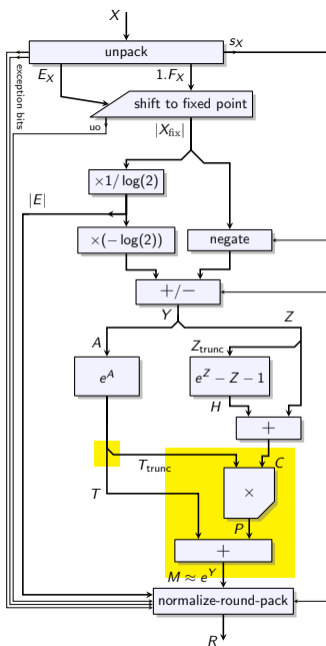 X
unpack
s_X
E_X
1.F_X
exception bits
shift to fixed point
uo
|X_fix|
×1/ log(2)
|E|
×(− log(2))
negate
+/−
Y
Z
A
Z_trunc
e^A
e^Z − Z − 1
H
+
T_trunc
C
T
×
P
+
M ≈ e^Y
normalize-round-pack
R